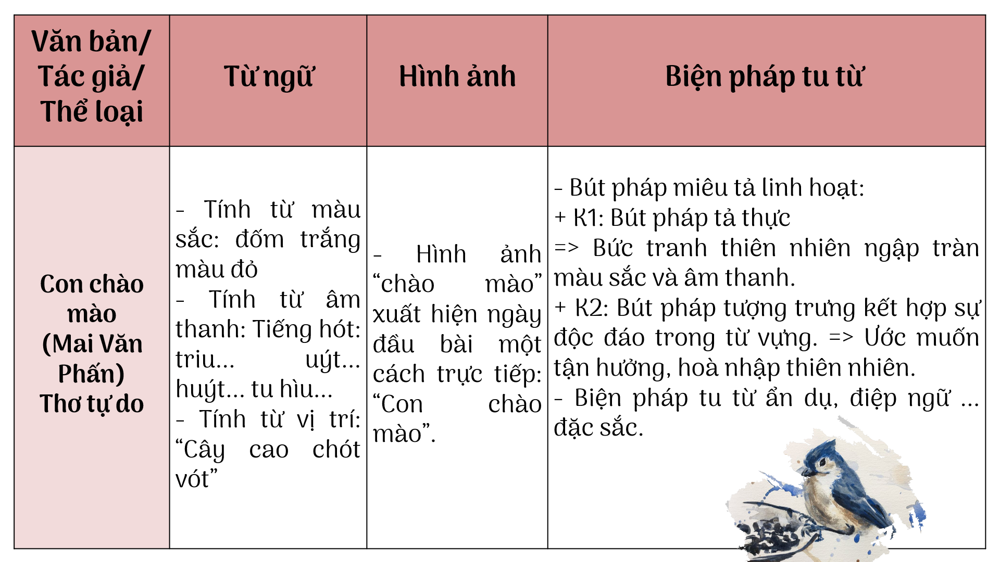 Văn bản/
Tác giả/
Thể loại
Từ ngữ
Hình ảnh
Biện pháp tu từ
Con chào
mào
(Mai Văn
Phấn)
Thơ tự do
- Tính từ màu
sắc: đốm trắng
màu đỏ
- Tính từ âm
thanh: Tiếng hót:
triu... uýt...
huýt... tu hìu...
- Tính từ vị trí:
“Cây cao chót
vót”
- Hình ảnh
“chào mào”
xuất hiện ngày
đầu bài một
cách trực tiếp:
“Con chào
mào”.
- Bút pháp miêu tả linh hoạt:
+ K1: Bút pháp tả thực
=> Bức tranh thiên nhiên ngập tràn
màu sắc và âm thanh.
+ K2: Bút pháp tượng trưng kết hợp sự
độc đáo trong từ vựng. => Ước muốn
tận hưởng, hoà nhập thiên nhiên.
- Biện pháp tu từ ẩn dụ, điệp ngữ ...
đặc sắc.